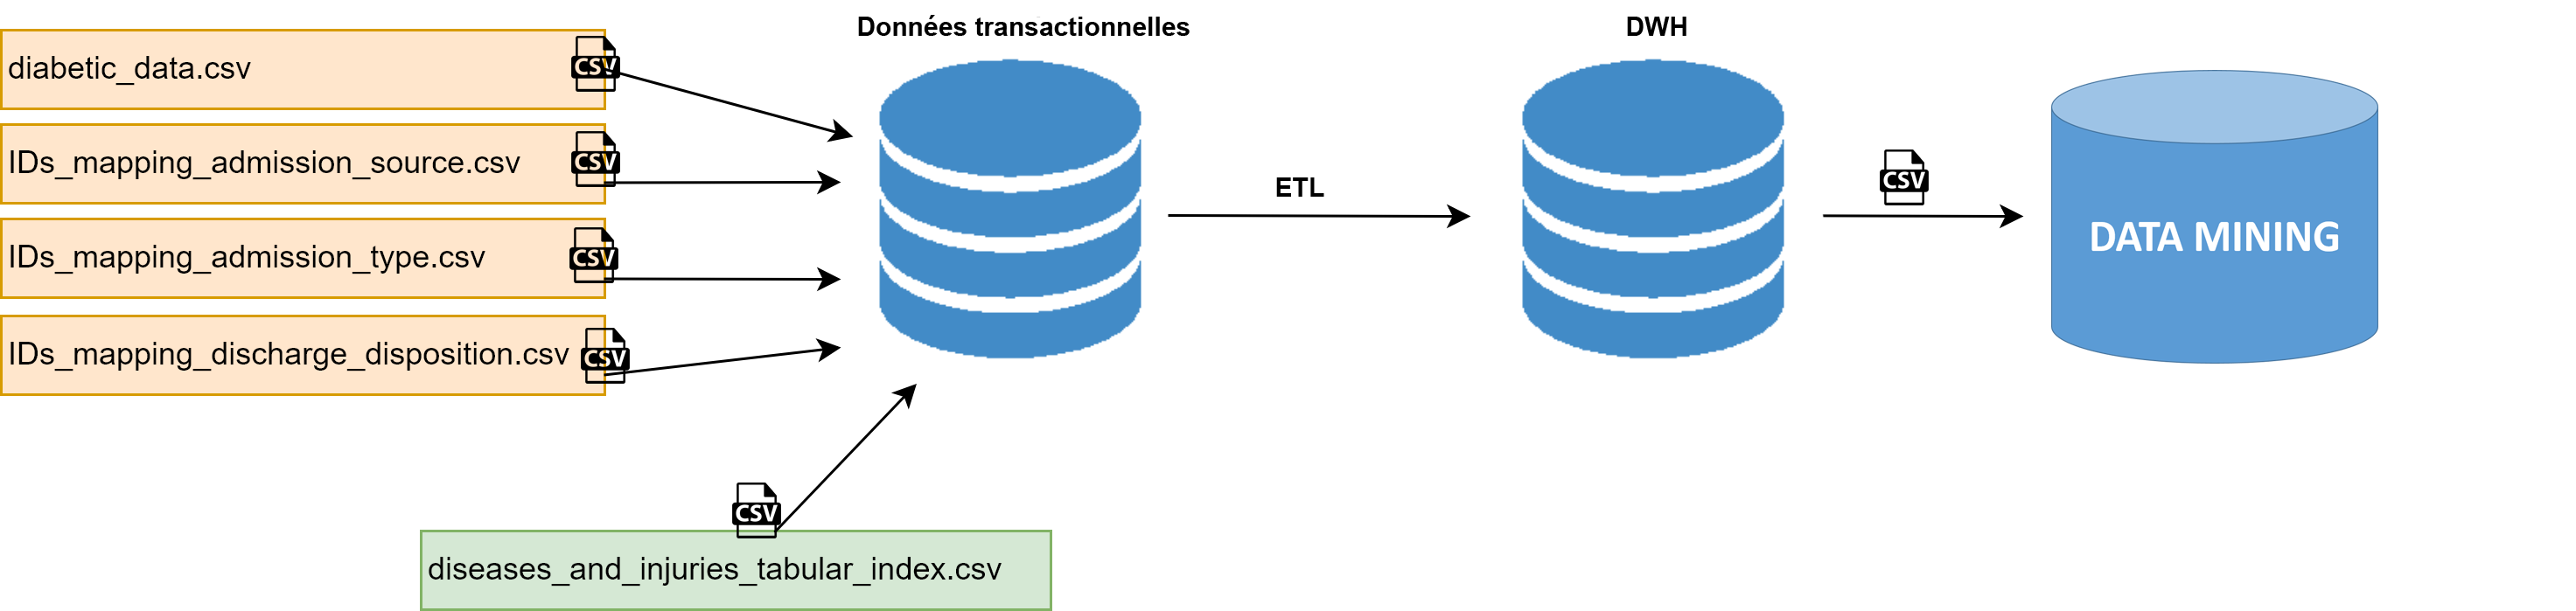 Données transactionnelles
DWH
diabetic_data.csv
CSV
IDs_mapping_admission_source.csv
CSV
IDs_mapping_admission_type.csv
CSV
IDs_mapping_discharge_disposition.csv
CSV
ETL
CSV
DATA MINING
CSV
diseases_and_injuries_tabular_index.csv